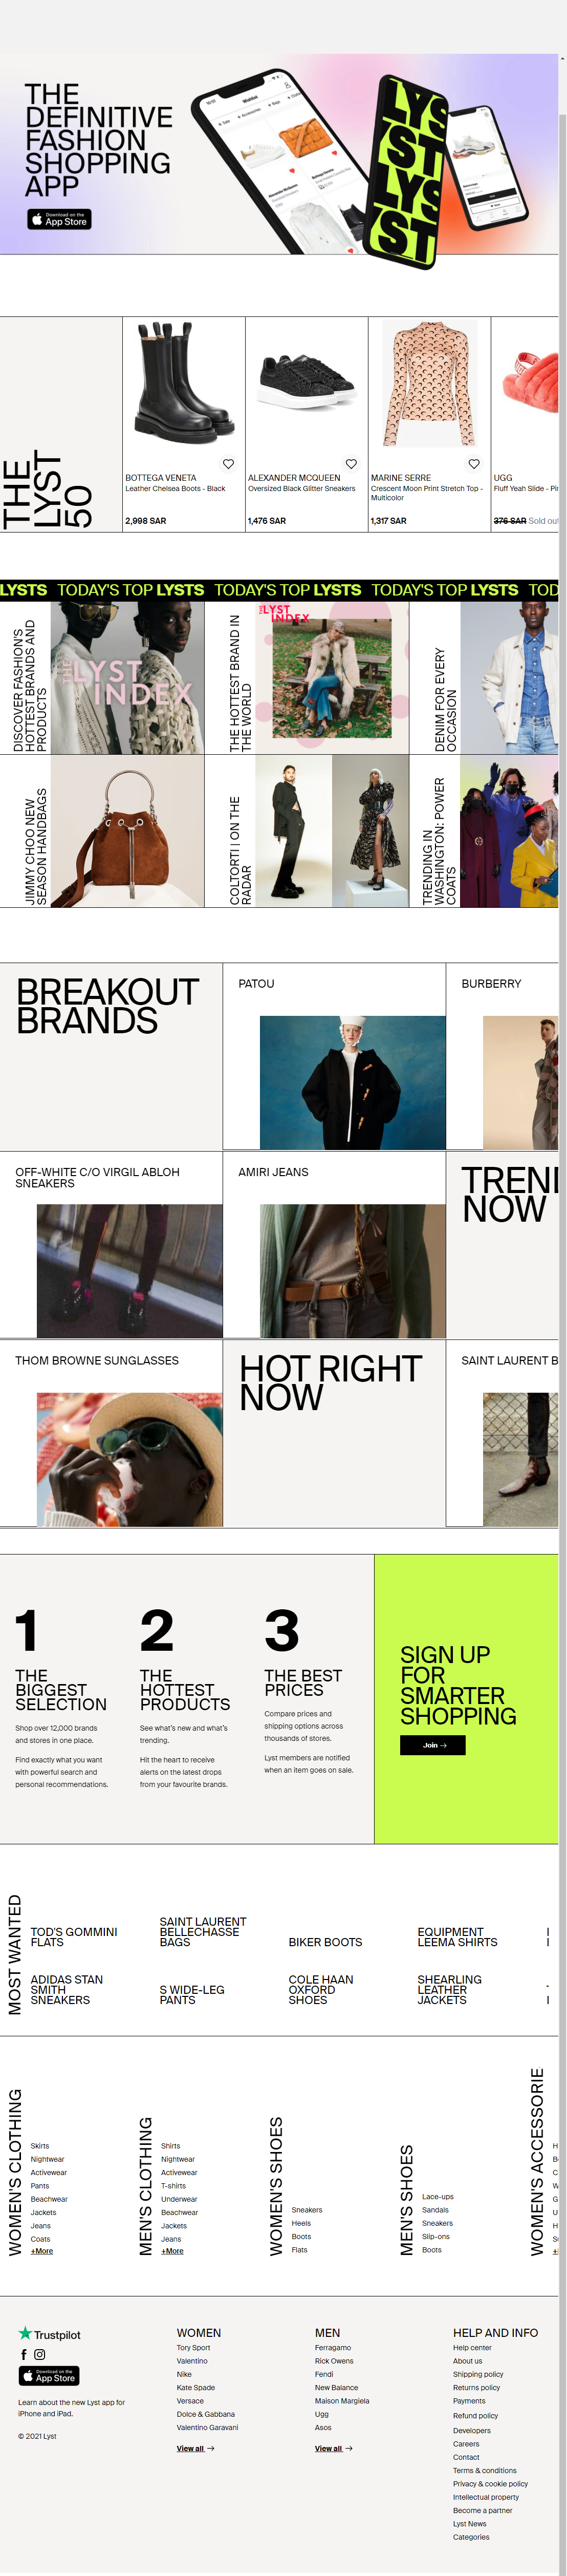 THE
DEFINITIVE
FASHION
SHOPPING
APP
Download on the
App Store
LYST
LYST
LYST
THE
LYST
50
BOTTEGA VENETA
Leather Chelsea Boots - Black
2,998 SAR
ALEXANDER MCQUEEN
Oversized Black Glitter Sneakers
1,476 SAR
MARINE SERRE
Crescent Moon Print Stretch Top -
Multicolor
1,317 SAR
UGG
Fluff Yeah Slide -
376 SAR Sold
LYSTS TODAY'S TOP LYSTS TODAY'S TOP LYSTS TODAY'S TOP LYSTS TOD
DISCOVER FASHION'S
HOTTEST BRANDS AND
PRODUCTS
THE LYST
INDEX
THE HOTTEST BRAND IN
THE WORLD
THE LYST
INDEX
DENIM FOR EVERY
OCCASION
JIMMY CHOO NEW
SEASON HANDBAGS
COLTORTI | ON THE
RADAR
TRENDING IN
WASHINGTON: POWER
COATS
BREAKOUT
BRANDS
PATOU
BURBERRY
OFF-WHITE C/O VIRGIL ABLOH
SNEAKERS
AMIRI JEANS
TREN
NOW
THOM BROWNE SUNGLASSES
HOT RIGHT
NOW
SAINT LAURENT B
1
THE
BIGGEST
SELECTION
Shop over 12,000 brands
and stores in one place.
Find exactly what you want
with powerful search and
personal recommendations.
2
THE
HOTTEST
PRODUCTS
See what's new and what's
trending.
Hit the heart to receive
alerts on the latest drops
from your favourite brands.
3
THE BEST
PRICES
Compare prices and
shipping options across
thousands of stores.
Lyst members are notified
when an item goes on sale.
SIGN UP
FOR
SMARTER
SHOPPING
Join →
MOST WANTED
TOD'S GOMMINI
FLATS
SAINT LAURENT
BELLECHASSE
BAGS
BIKER BOOTS
EQUIPMENT
LEEMA SHIRTS
ADIDAS STAN
SMITH
SNEAKERS
S WIDE-LEG
PANTS
COLE HAAN
OXFORD
SHOES
SHEARLING
LEATHER
JACKETS
WOMEN'S CLOTHING
Skirts
Nightwear
Activewear
Pants
Beachwear
Jackets
Jeans
Coats
+More
MEN'S CLOTHING
Shirts
Nightwear
Activewear
T-shirts
Underwear
Beachwear
Jackets
Jeans
+More
WOMEN'S SHOES
Sneakers
Heels
Boots
Flats
MEN'S SHOES
Lace-ups
Sandals
Sneakers
Slip-ons
Boots
WOMEN'S ACCESSORIE
Trustpilot
Download on the
App Store
Learn about the new Lyst app for
iPhone and iPad.
© 2021 Lyst
WOMEN
Tory Sport
Valentino
Nike
Kate Spade
Versace
Dolce & Gabbana
Valentino Garavani
View all →
MEN
Ferragamo
Rick Owens
Fendi
New Balance
Maison Margiela
Ugg
Asos
View all →
HELP AND INFO
Help center
About us
Shipping policy
Returns policy
Payments
Refund policy
Developers
Careers
Contact
Terms & conditions
Privacy & cookie policy
Intellectual property
Become a partner
Lyst News
Categories